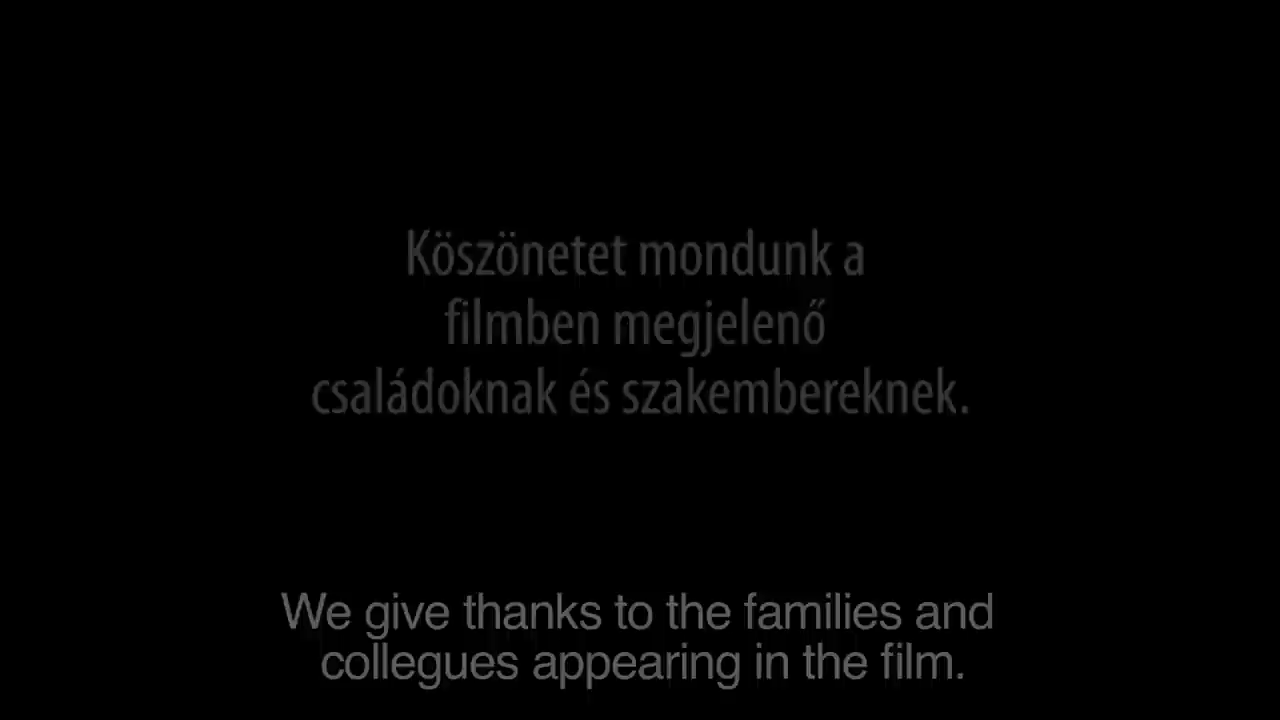 Köszönetet mondunk a
filmben megjelenő
családoknak és szakembereknek.
We give thanks to the families and
collegues appearing in the film.